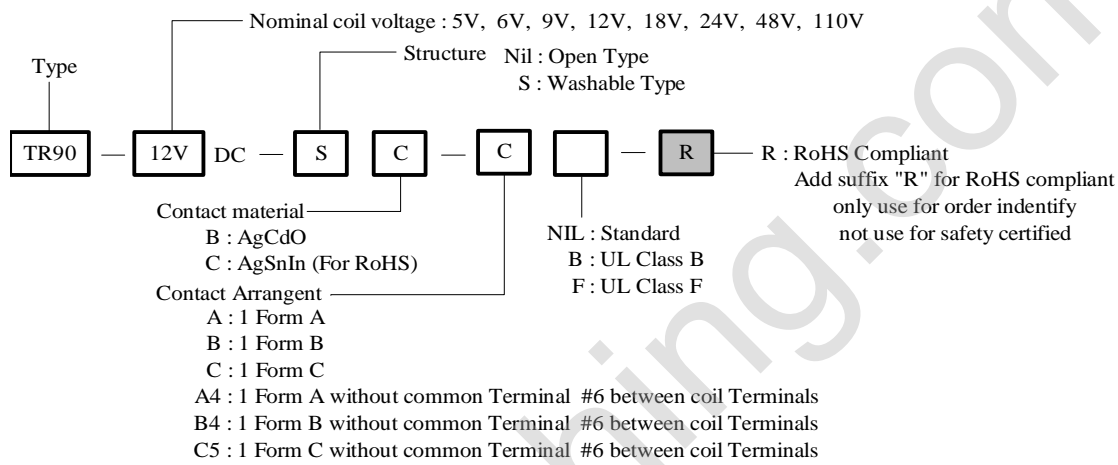 Nominal coil voltage : 5V, 6V, 9V, 12V, 18V, 24V, 48V, 110V
Structure Nil : Open Type
S : Washable Type
Type
TR90 — 12V DC — S C — C — R
R : RoHS Compliant
Add suffix "R" for RoHS compliant
only use for order indentify
not use for safety certified
Contact material
B : AgCdO
C : AgSnIn (For RoHS)
NIL : Standard
B : UL Class B
F : UL Class F
Contact Arrangent
A : 1 Form A
B : 1 Form B
C : 1 Form C
A4 : 1 Form A without common Terminal #6 between coil Terminals
B4 : 1 Form B without common Terminal #6 between coil Terminals
C5 : 1 Form C without common Terminal #6 between coil Terminals
hing.com